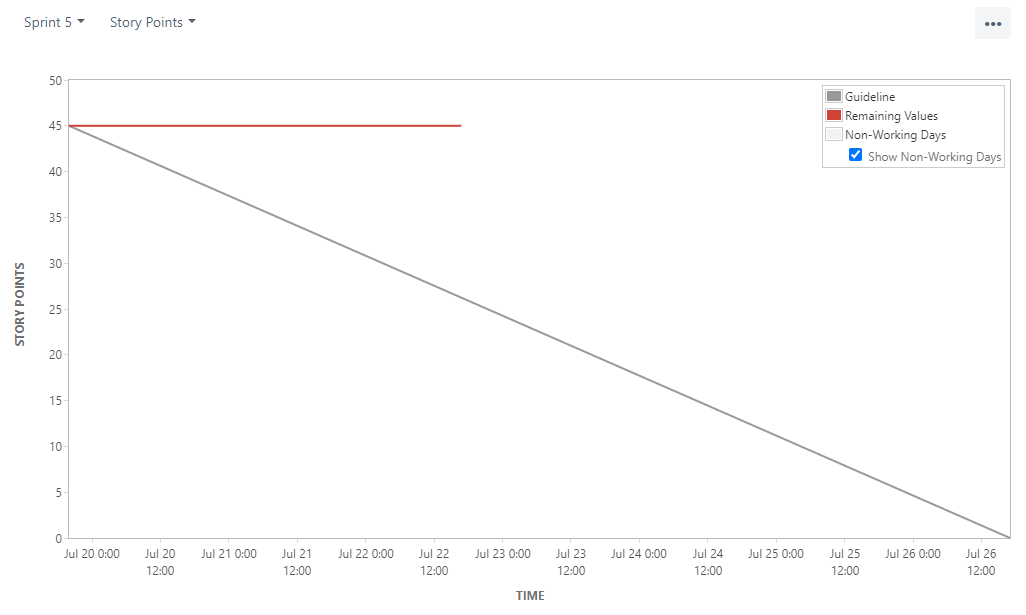 Sprint 5 Story Points
•••
Guideline
Remaining Values
Non-Working Days
Show Non-Working Days
50
45
40
35
30
25
20
15
10
5
0
STORY POINTS
Jul 20 0:00
Jul 20
12:00
Jul 21 0:00
Jul 21
12:00
Jul 22 0:00
Jul 22
12:00
Jul 23 0:00
Jul 23
12:00
Jul 24 0:00
Jul 24
12:00
Jul 25 0:00
Jul 25
12:00
Jul 26 0:00
Jul 26
12:00
TIME